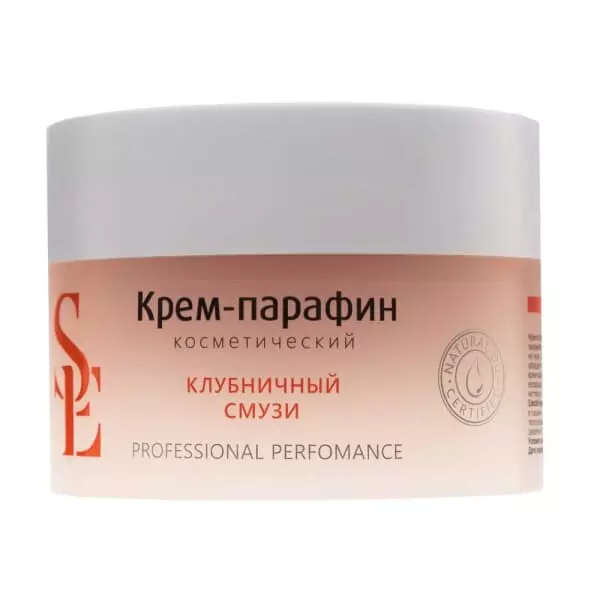 SE
Крем-парафин
косметический
КЛУБНИЧНЫЙ
СМУЗИ
PROFESSIONAL PERFOMANCE
NATURAL OIL
CERTIFIED